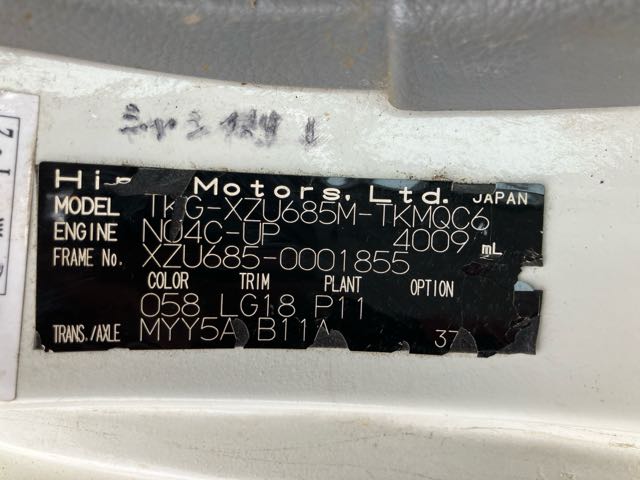 Hino Motors, Ltd. JAPAN
MODEL TKG-XZU685M-TKMQC6
ENGINE N04C-UP 4009 mL
FRAME No. XZU685-0001855
COLOR TRIM PLANT OPTION
058 LG18 P11
TRANS./AXLE MYY5A B11A 37